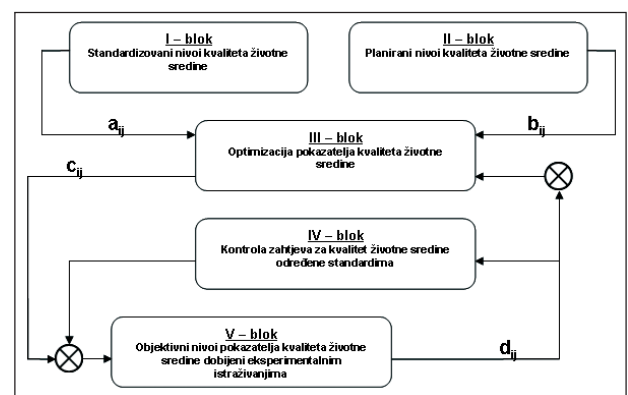 I – blok
Standardizovani nivoi kvaliteta životne
sredine
II – blok
Planirani nivoi kvaliteta životne sredine
aij
bij
III – blok
Optimizacija pokazatelja kvaliteta životne
sredine
cij
IV – blok
Kontrola zahtjeva za kvalitet životne sredine
određene standardima
V – blok
Objektivni nivoi pokazatelja kvaliteta životne
sredine dobijeni eksperimentalnim
istraživanjima
dij